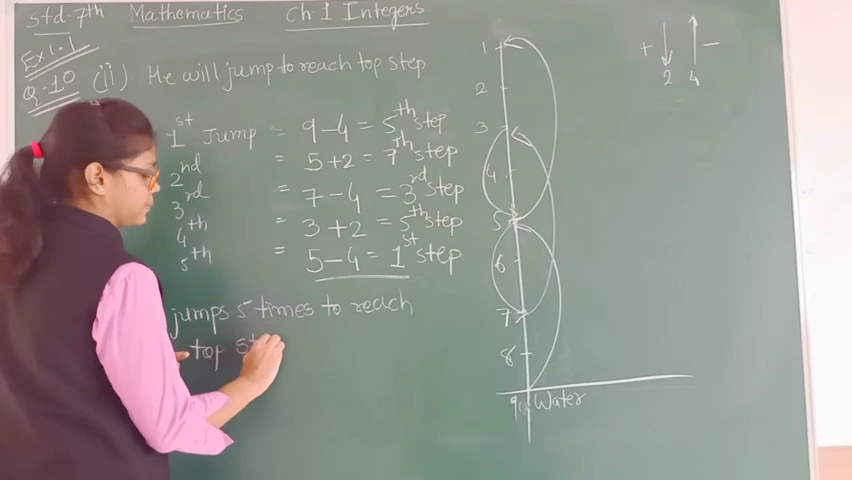 std. 7th Mathematics Ch. 1 Integers
Ex 1.1
Q.10 (ii) He will jump to reach top step
1st Jump = 9-4 = 5th step
2nd = 5+2 = 7th step
3rd = 7-4 = 3rd step
4th = 3+2 = 5th step
5th = 5-4 = 1st step
jumps 5 times to reach
top st
1
2
3
4
5
6
7
8
9 Water
+ 2 4 -